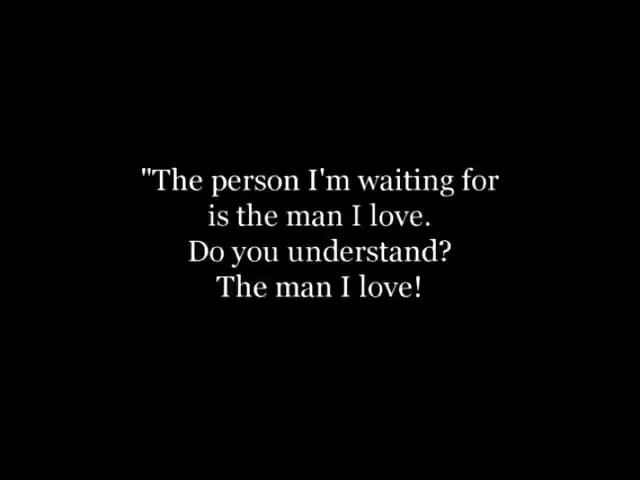 "The person I'm waiting for
is the man I love.
Do you understand?
The man I love!